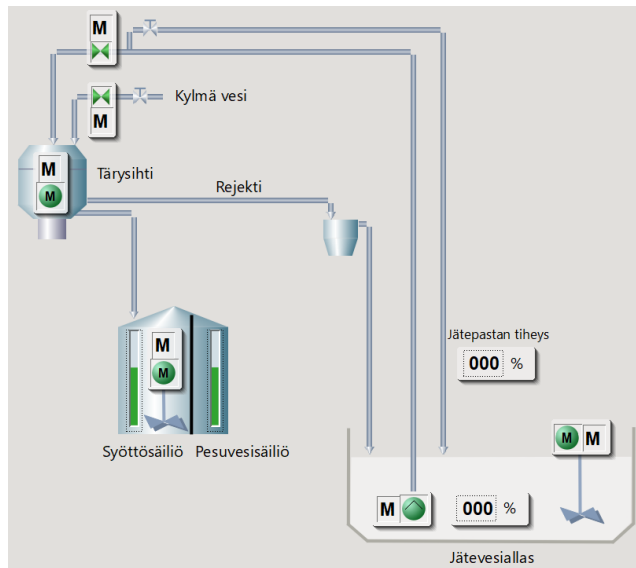 M
Kylmä vesi
M
Tärysihti
M
M
Rejekti
Jätepastan tiheys
000 %
M
M
Syöttösäiliö Pesuvesisäiliö
M M
M
000 %
Jätevesiallas